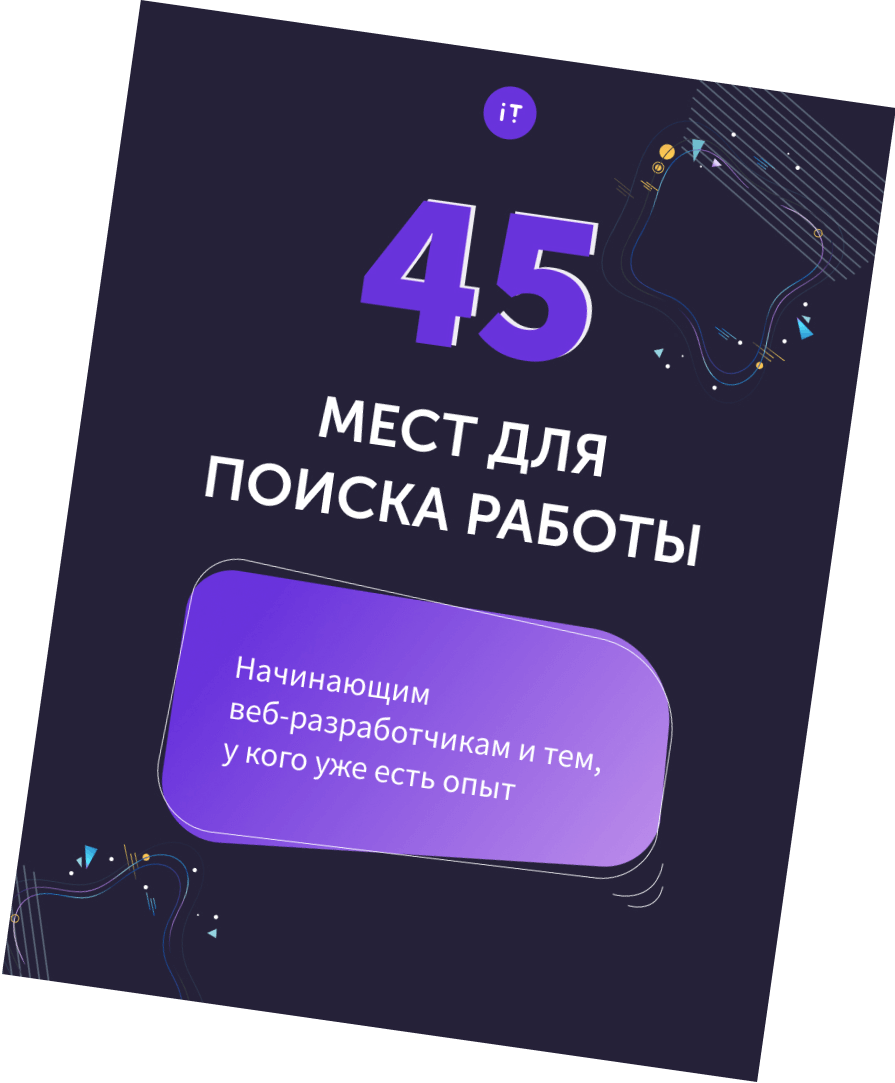 iT
45
МЕСТ ДЛЯ
ПОИСКА РАБОТЫ
Начинающим
веб-разработчикам и тем,
у кого уже есть опыт